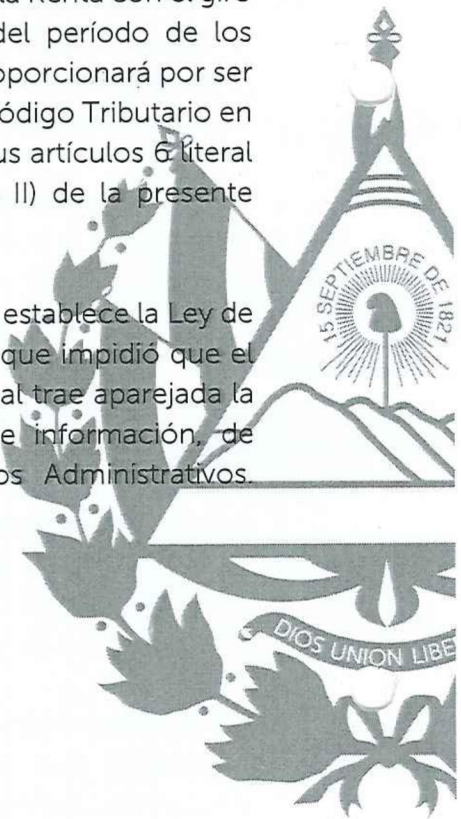 la Renta con el giro
del período de los
oporcionará por ser
ódigo Tributario en
us artículos 6 literal
II) de la presente
establece la Ley de
que impidió que el
al trae aparejada la
e información, de
os Administrativos.
15 SEPTIEMBRE DE 1821
DIOS UNION LIBE